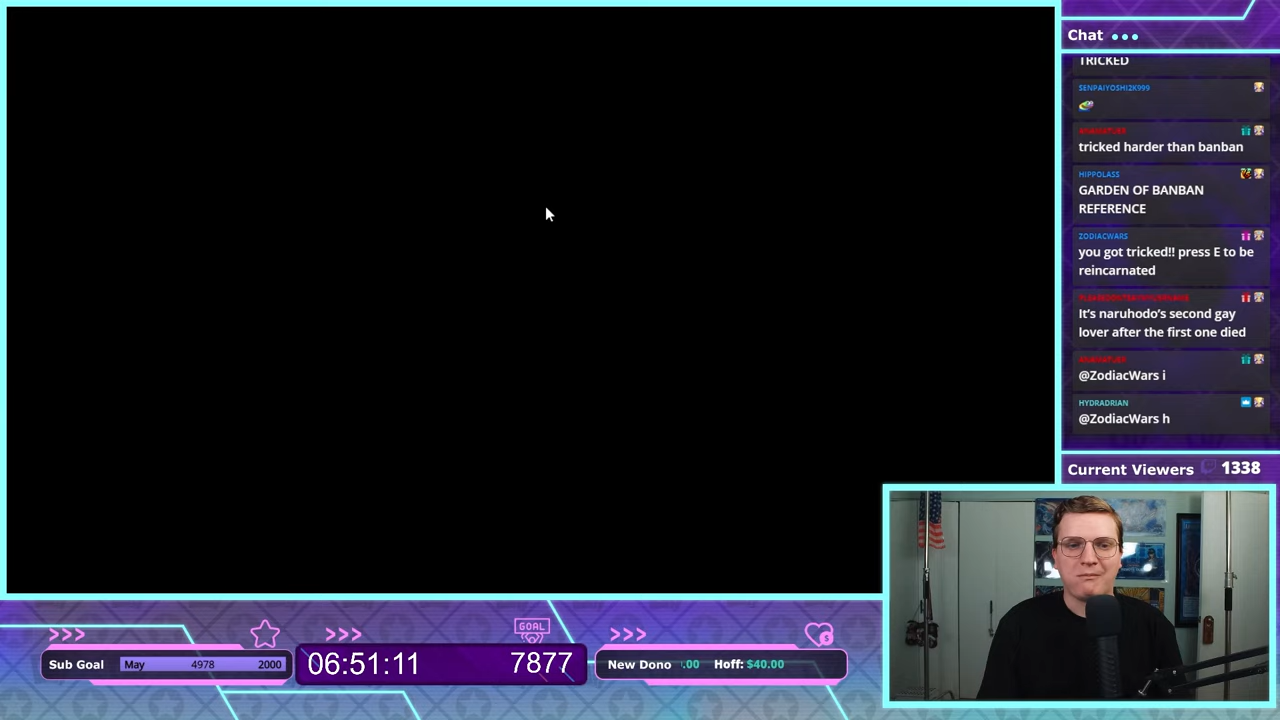 Chat
TRICKED
SENPAIYOSHI2K999
tricked harder than banban
HIPPOLASS
GARDEN OF BANBAN
REFERENCE
ZODIACWARS
you got tricked!! press E to be
reincarnated
It's naruhodo's second gay
lover after the first one died
@ZodiacWars i
HYDRADRIAN
@ZodiacWars h
Current Viewers 1338
GOAL
Sub Goal May 4978 2000
06:51:11 7877
New Dono .00 Hoff: $40.00